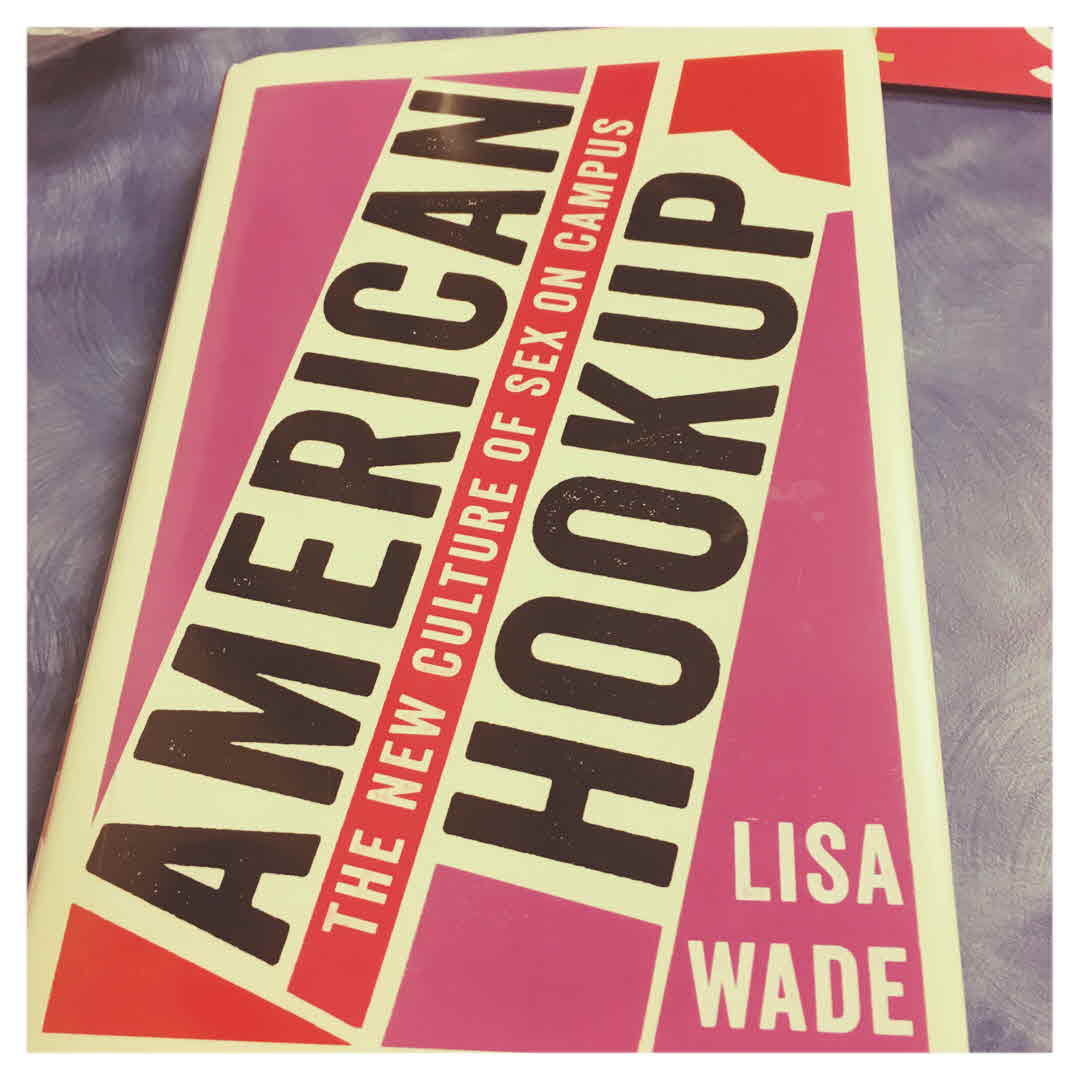 AMERICAN
THE NEW CULTURE OF SEX ON CAMPUS
HOOKUP
LISA
WADE